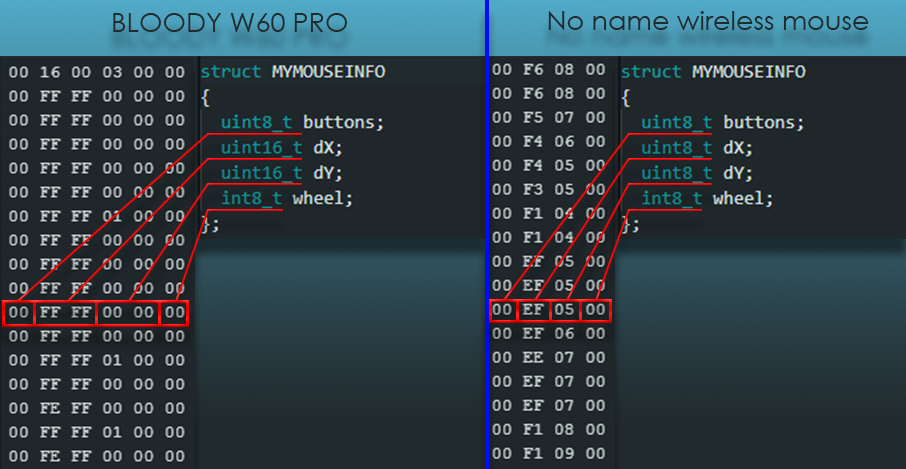 BLOODY W60 PRO
00 16 00 03 00 00
00 FF FF 00 00 00
00 FF FF 00 00 00
00 FF FF 00 00 00
00 FF FF 00 00 00
00 FF FF 00 00 00
00 FF FF 01 00 00
00 FF FF 00 00 00
00 FF FF 00 00 00
00 FF FF 00 00 00
00 FF FF 00 00 00
00 FF FF 00 00 00
00 FF FF 01 00 00
00 FF FF 00 00 00
00 FE FF 00 00 00
00 FF FF 01 00 00
00 FE FF 00 00 00
struct MYMOUSEINFO
{
uint8_t buttons;
uint16_t dX;
uint16_t dY;
int8_t wheel;
};
No name wireless mouse
00 F6 08 00
00 F6 08 00
00 F5 07 00
00 F4 06 00
00 F4 05 00
00 F3 05 00
00 F1 04 00
00 F1 04 00
00 EF 05 00
00 EF 05 00
00 EF 05 00
00 EF 06 00
00 EE 07 00
00 EF 07 00
00 EF 07 00
00 F1 08 00
00 F1 09 00
struct MYMOUSEINFO
{
uint8_t buttons;
uint8_t dX;
uint8_t dY;
int8_t wheel;
};